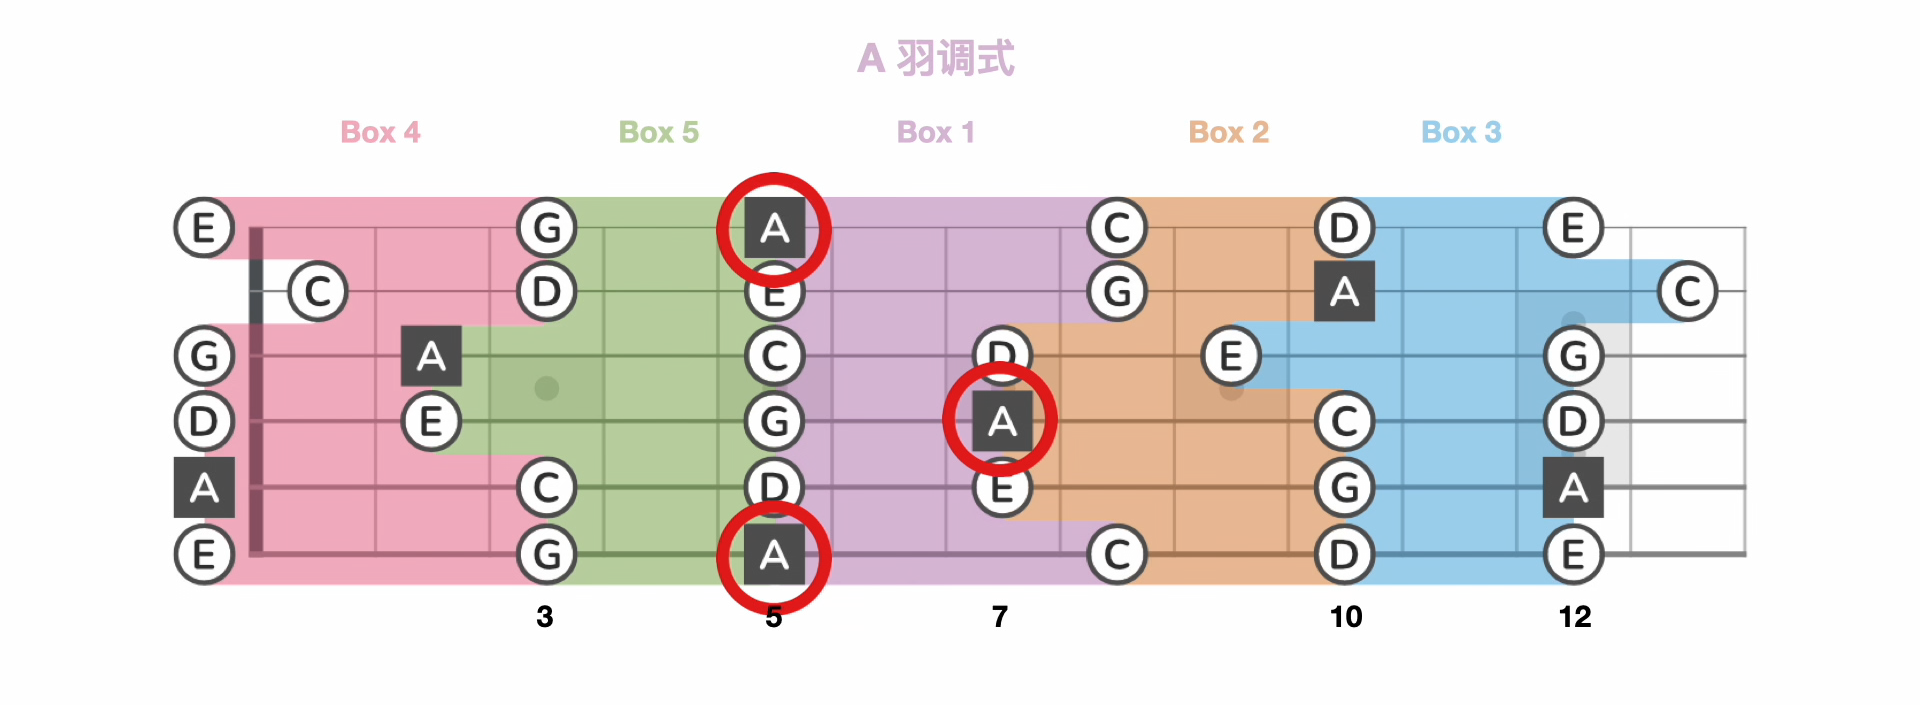 A 羽调式
Box 4 Box 5 Box 1 Box 2 Box 3
E G A C D E
C D E G A C
G A C D E G
D E G A C D
A C D E G A
E G A C D E
3 5 7 10 12